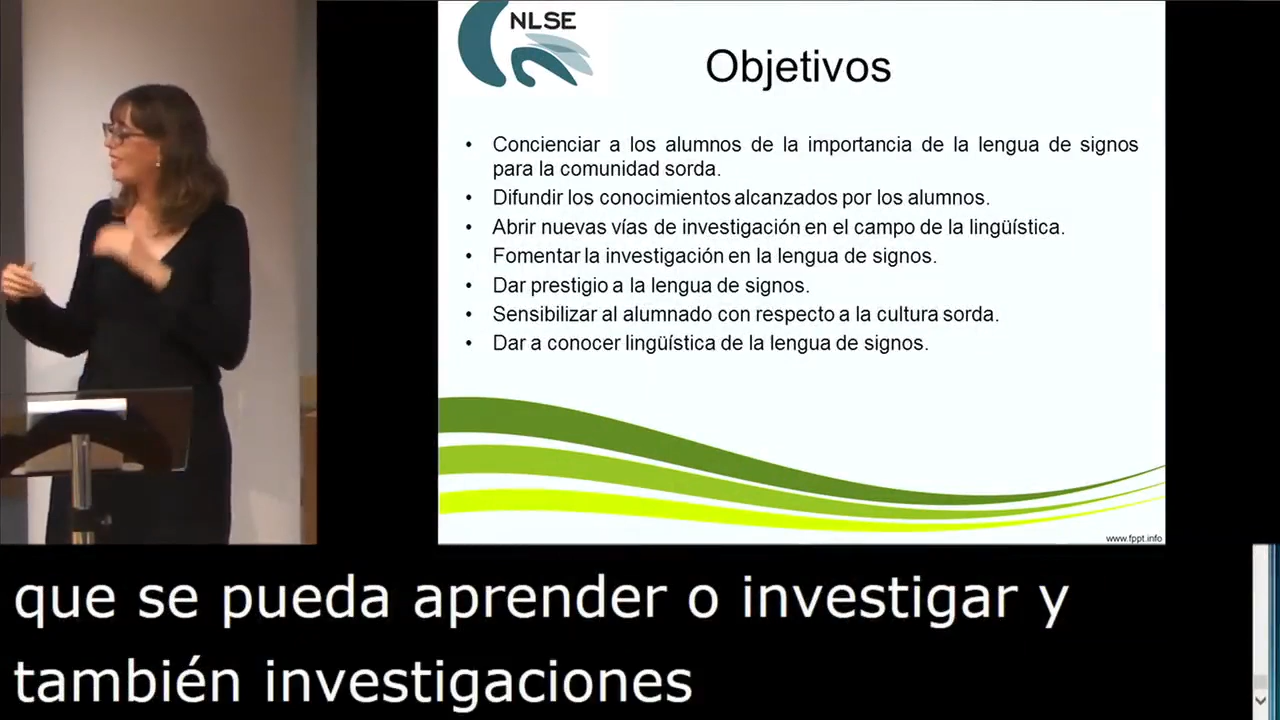 NLSE
Objetivos
• Concienciar a los alumnos de la importancia de la lengua de signos
para la comunidad sorda.
• Difundir los conocimientos alcanzados por los alumnos.
• Abrir nuevas vías de investigación en el campo de la lingüística.
• Fomentar la investigación en la lengua de signos.
• Dar prestigio a la lengua de signos.
• Sensibilizar al alumnado con respecto a la cultura sorda.
• Dar a conocer lingüística de la lengua de signos.
www.fppt.info
que se pueda aprender o investigar y
también investigaciones